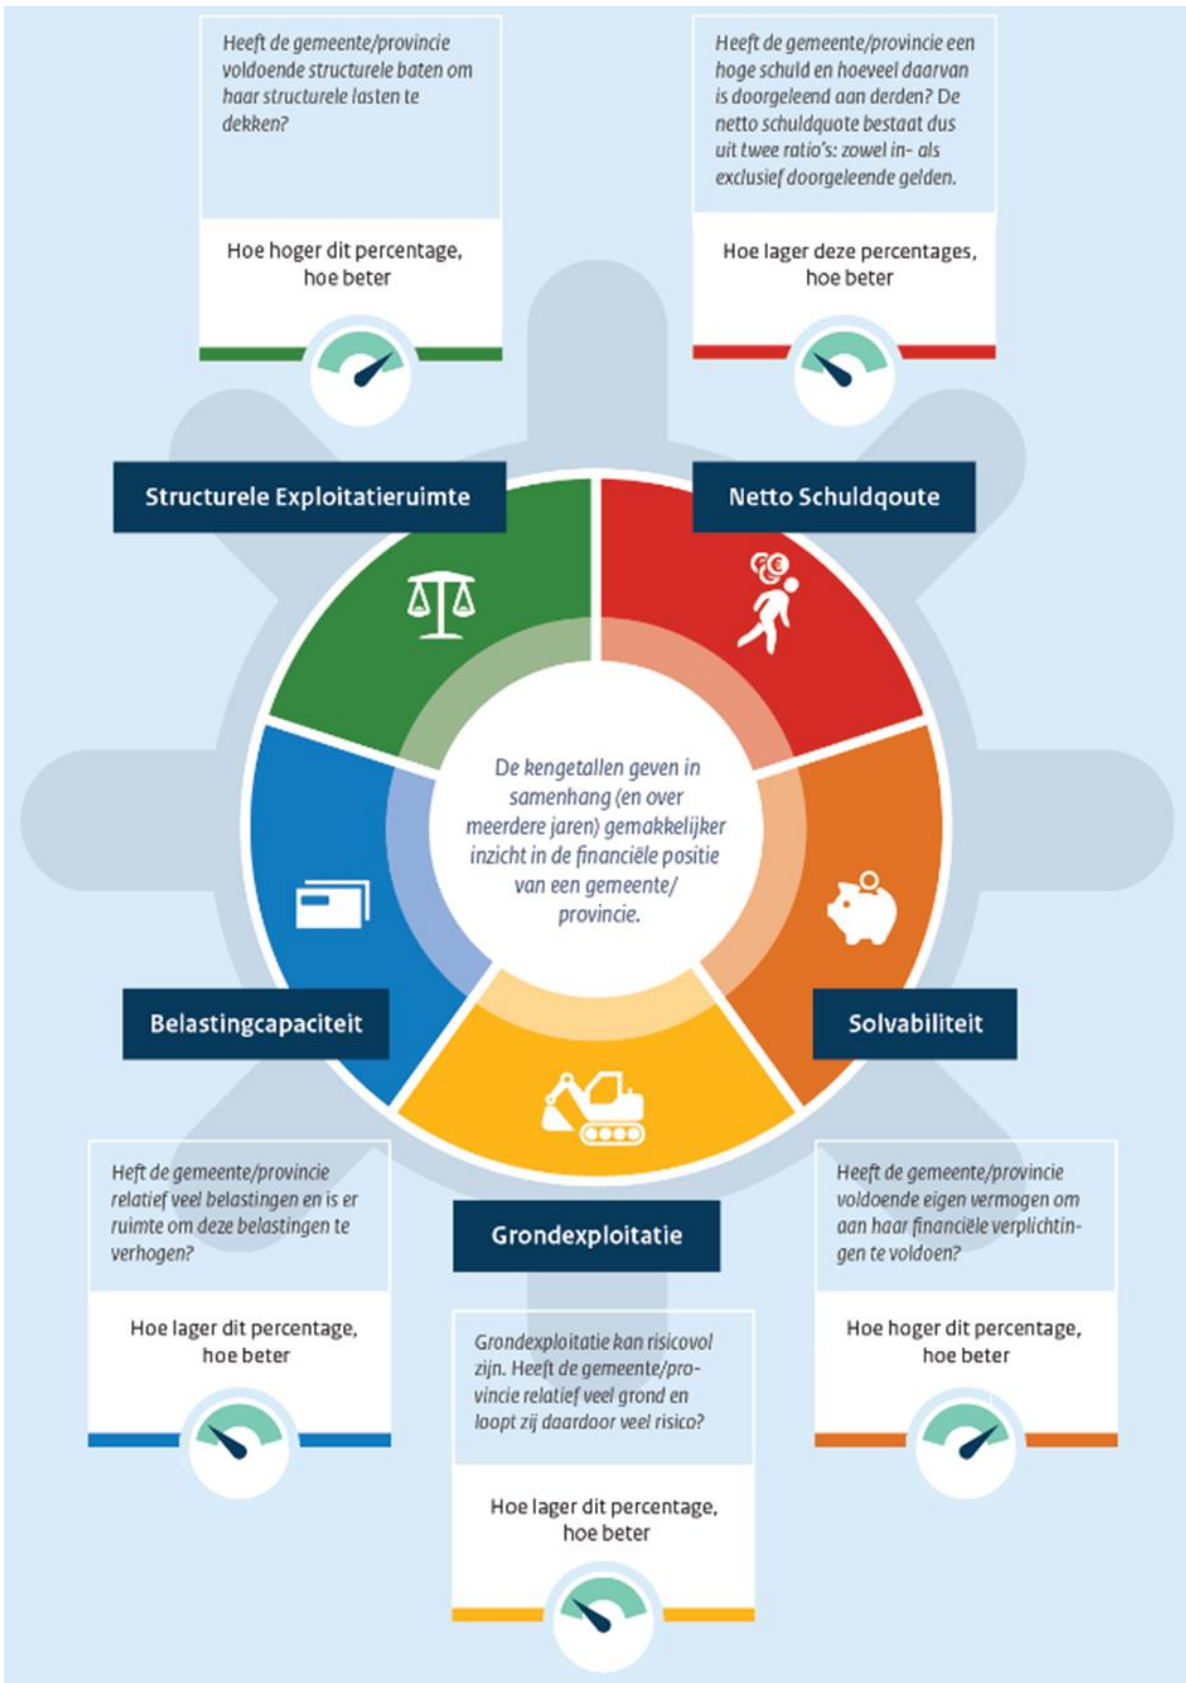 Heeft de gemeente/provincie
voldoende structurele baten om
haar structurele lasten te
dekken?
Hoe hoger dit percentage,
hoe beter
Heeft de gemeente/provincie een
hoge schuld en hoeveel daarvan
is doorgeleend aan derden? De
netto schuldquote bestaat dus
uit twee ratio's: zowel in- als
exclusief doorgeleende gelden.
Hoe lager deze percentages,
hoe beter
Structurele Exploitatieruimte
Netto Schuldqoute
De kengetallen geven in
samenhang (en over
meerdere jaren) gemakkelijker
inzicht in de financiële positie
van een gemeente/
provincie.
Belastingcapaciteit
Solvabiliteit
Heft de gemeente/provincie
relatief veel belastingen en is er
ruimte om deze belastingen te
verhogen?
Hoe lager dit percentage,
hoe beter
Grondexploitatie
Grondexploitatie kan risicovol
zijn. Heeft de gemeente/pro-
vincie relatief veel grond en
loopt zij daardoor veel risico?
Hoe lager dit percentage,
hoe beter
Heeft de gemeente/provincie
voldoende eigen vermogen om
aan haar financiële verplichtin-
gen te voldoen?
Hoe hoger dit percentage,
hoe beter